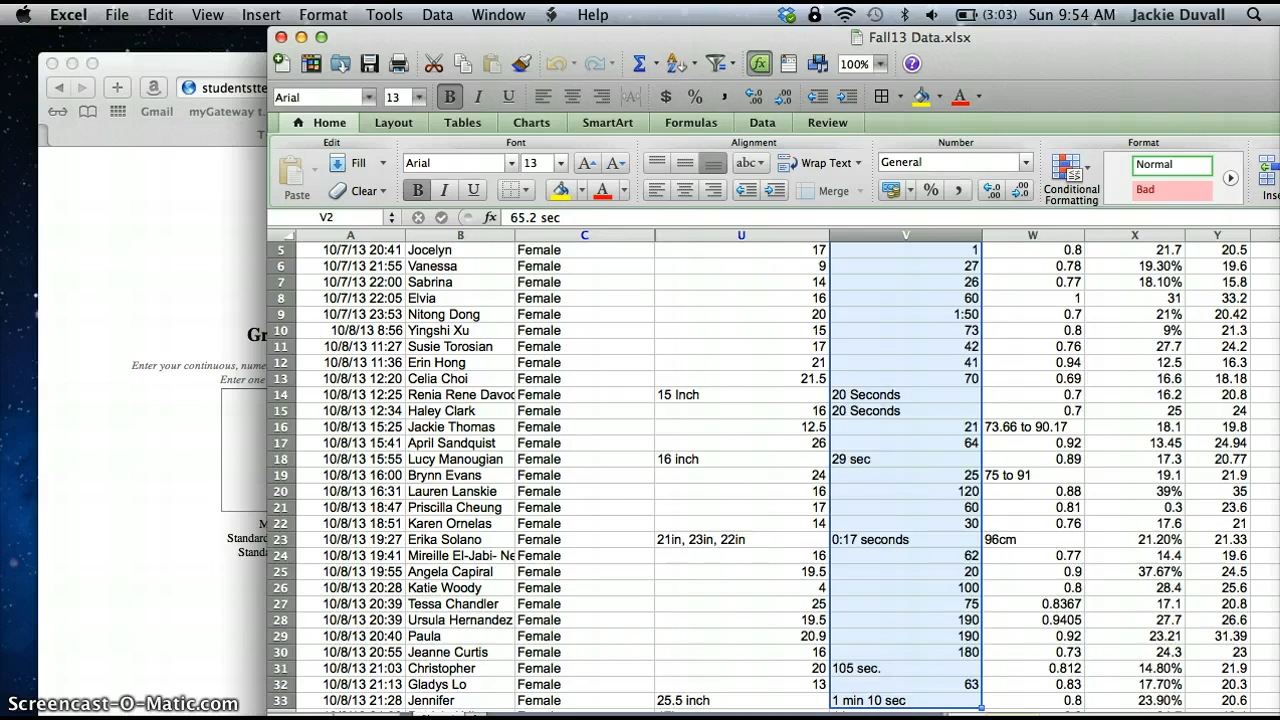 Excel File Edit View Insert Format Tools Data Window Help (3:03) Sun 9:54 AM Jackie Duvall
Fall13 Data.xlsx
studentstte
Gmail myGateway t
T
100%
Arial 13 B I U
Home Layout Tables Charts SmartArt Formulas Data Review
Edit Font Alignment Number Format
Paste Fill Arial 13 abc Wrap Text General Conditional Formatting Normal
Clear B I U Merge Bad Inse
V2 fx 65.2 sec
A B C U V W X Y
5 10/7/13 20:41 Jocelyn Female 17 1 0.8 21.7 20.5
6 10/7/13 21:55 Vanessa Female 9 27 0.78 19.30% 19.6
7 10/7/13 22:00 Sabrina Female 14 26 0.77 18.10% 15.8
8 10/7/13 22:05 Elvia Female 16 60 1 31 33.2
9 10/7/13 23:53 Nitong Dong Female 20 1:50 0.7 21% 20.42
10 10/8/13 8:56 Yingshi Xu Female 15 73 0.8 9% 21.3
11 10/8/13 11:27 Susie Torosian Female 17 42 0.76 27.7 24.2
12 10/8/13 11:36 Erin Hong Female 21 41 0.94 12.5 16.3
13 10/8/13 12:20 Celia Choi Female 21.5 70 0.69 16.6 18.18
14 10/8/13 12:25 Renia Rene Davoo Female 15 Inch 20 Seconds 0.7 16.2 20.8
15 10/8/13 12:34 Haley Clark Female 16 20 Seconds 0.7 25 24
16 10/8/13 15:25 Jackie Thomas Female 12.5 21 73.66 to 90.17 18.1 19.8
17 10/8/13 15:41 April Sandquist Female 26 64 0.92 13.45 24.94
18 10/8/13 15:55 Lucy Manougian Female 16 inch 29 sec 0.89 17.3 20.77
19 10/8/13 16:00 Brynn Evans Female 24 25 75 to 91 19.1 21.9
20 10/8/13 16:31 Lauren Lanskie Female 16 120 0.88 39% 35
21 10/8/13 18:47 Priscilla Cheung Female 17 60 0.81 0.3 23.6
22 10/8/13 18:51 Karen Ornelas Female 14 30 0.76 17.6 21
23 10/8/13 19:27 Erika Solano Female 21in, 23in, 22in 0:17 seconds 96cm 21.20% 21.33
24 10/8/13 19:41 Mireille El-Jabi- Ne Female 16 62 0.77 14.4 19.6
25 10/8/13 19:55 Angela Capiral Female 19.5 20 0.9 37.67% 24.5
26 10/8/13 20:28 Katie Woody Female 4 100 0.8 28.4 25.6
27 10/8/13 20:39 Tessa Chandler Female 25 75 0.8367 17.1 20.8
28 10/8/13 20:39 Ursula Hernandez Female 19.5 190 0.9405 27.7 26.6
29 10/8/13 20:40 Paula Female 20.9 190 0.92 23.21 31.39
30 10/8/13 20:55 Jeanne Curtis Female 16 180 0.73 24.3 23
31 10/8/13 21:03 Christopher Female 20 105 sec. 0.812 14.80% 21.9
32 10/8/13 21:13 Gladys Lo Female 13 63 0.83 17.70% 20.3
33 10/8/13 21:28 Jennifer Female 25.5 inch 1 min 10 sec 0.8 23.90% 20.4
Gr
Enter your continuous, nume
Enter one
M
Standard
Standa
Screencast-O-Matic.com